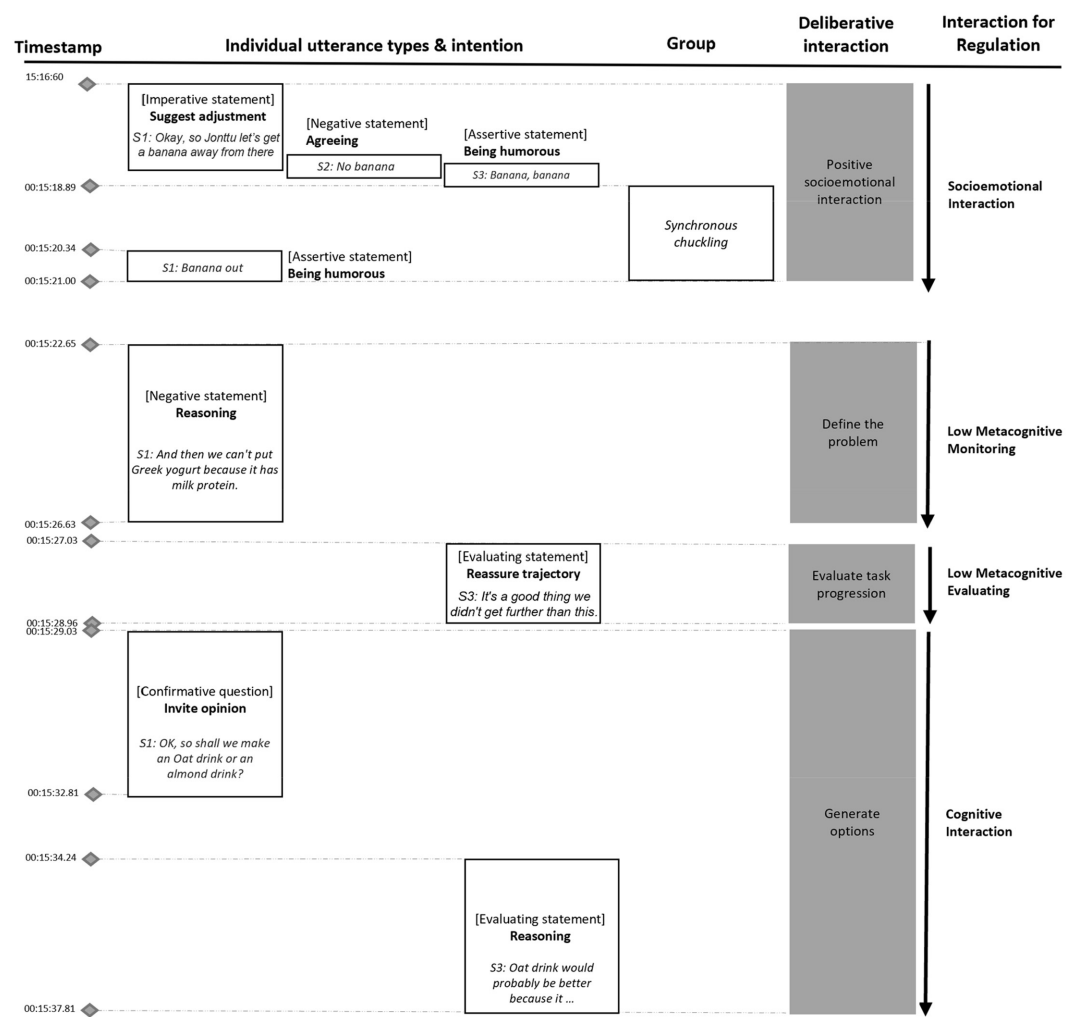 Timestamp
Individual utterance types & intention
Group
Deliberative
interaction
Interaction for
Regulation
15:16:60
[Imperative statement]
Suggest adjustment
S1: Okay, so Jonttu let's get
a banana away from there
[Negative statement]
Agreeing
S2: No banana
[Assertive statement]
Being humorous
S3: Banana, banana
Positive
socioemotional
interaction
Socioemotional
Interaction
00:15:18.89
Synchronous
chuckling
00:15:20.34
S1: Banana out
[Assertive statement]
Being humorous
00:15:21.00
00:15:22.65
[Negative statement]
Reasoning
S1: And then we can't put
Greek yogurt because it has
milk protein.
Define the
problem
Low Metacognitive
Monitoring
00:15:26.63
00:15:27.03
[Evaluating statement]
Reassure trajectory
S3: It's a good thing we
didn't get further than this.
Evaluate task
progression
Low Metacognitive
Evaluating
00:15:28.96
00:15:29.03
[Confirmative question]
Invite opinion
S1: OK, so shall we make
an Oat drink or an
almond drink?
00:15:32.81
Generate
options
Cognitive
Interaction
00:15:34.24
[Evaluating statement]
Reasoning
S3: Oat drink would
probably be better
because it ...
00:15:37.81